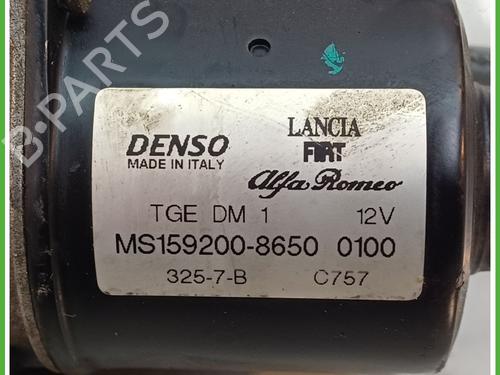 B-PARTS
DENSO
MADE IN ITALY
LANCIA
FIAT
Alfa Romeo
TGE DM 1 12V
MS159200-8650 0100
325-7-B C757